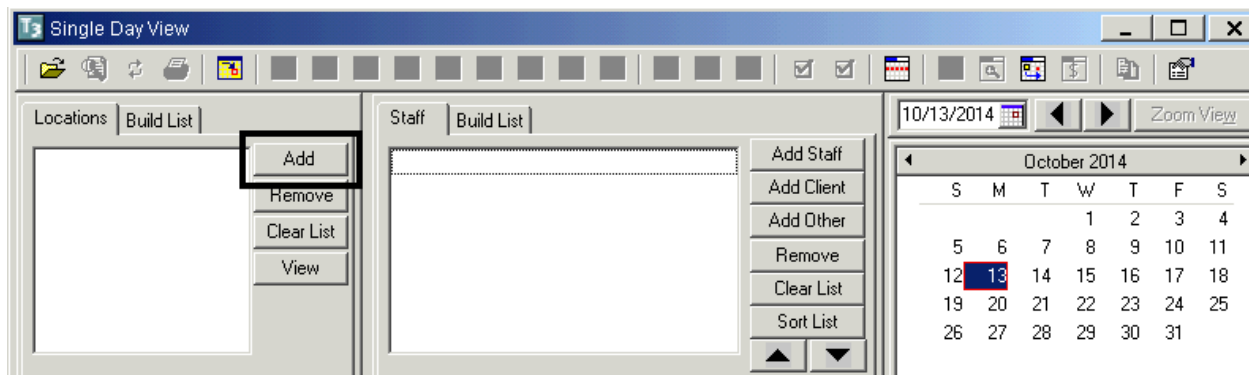 T3 Single Day View
$
Locations Build List
Add
Remove
Clear List
View
Staff Build List
Add Staff
Add Client
Add Other
Remove
Clear List
Sort List
10/13/2014 Zoom View
October 2014
S M T W T F S
1 2 3 4
5 6 7 8 9 10 11
12 13 14 15 16 17 18
19 20 21 22 23 24 25
26 27 28 29 30 31